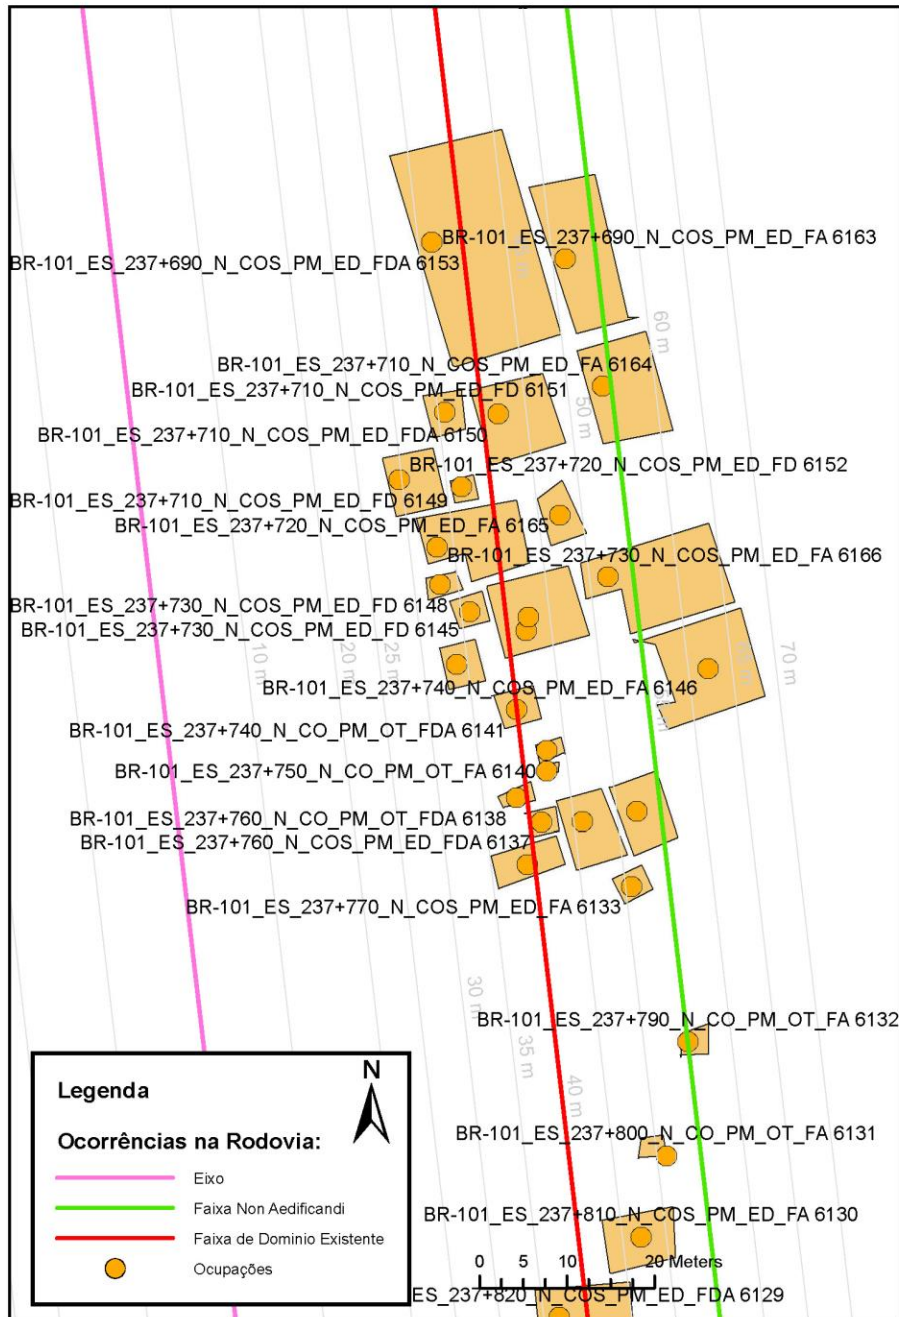 BR-101_ES_237+690_N_COS_PM_ED_FA 6163
BR-101_ES_237+690_N_COS_PM_ED_FDA 6153
60 m
BR-101_ES_237+710_N_COS_PM_ED_FA 6164
BR-101_ES_237+710_N_COS_PM_ED_FD 6151
50 m
BR-101_ES_237+710_N_COS_PM_ED_FDA 6150
BR-101_ES_237+720_N_COS_PM_ED_FD 6152
BR-101_ES_237+710_N_COS_PM_ED_FD 6149
BR-101_ES_237+720_N_COS_PM_ED_FA 6165
BR-101_ES_237+730_N_COS_PM_ED_FA 6166
BR-101_ES_237+730_N_COS_PM_ED_FD 6148
BR-101_ES_237+730_N_COS_PM_ED_FD 6145
10 m
20 m
25 m
70 m
BR-101_ES_237+740_N_COS_PM_ED_FA 6146
BR-101_ES_237+740_N_CO_PM_OT_FDA 6141
BR-101_ES_237+750_N_CO_PM_OT_FA 6140
BR-101_ES_237+760_N_CO_PM_OT_FDA 6138
BR-101_ES_237+760_N_COS_PM_ED_FDA 6137
BR-101_ES_237+770_N_COS_PM_ED_FA 6133
30 m
35 m
40 m
BR-101_ES_237+790_N_CO_PM_OT_FA 6132
BR-101_ES_237+800_N_CO_PM_OT_FA 6131
BR-101_ES_237+810_N_COS_PM_ED_FA 6130
0 5 10 20 Meters
ES_237+820_N_COS_PM_ED_FDA 6129
N
Legenda
Ocorrências na Rodovia:
Eixo
Faixa Non Aedificandi
Faixa de Dominio Existente
Ocupações